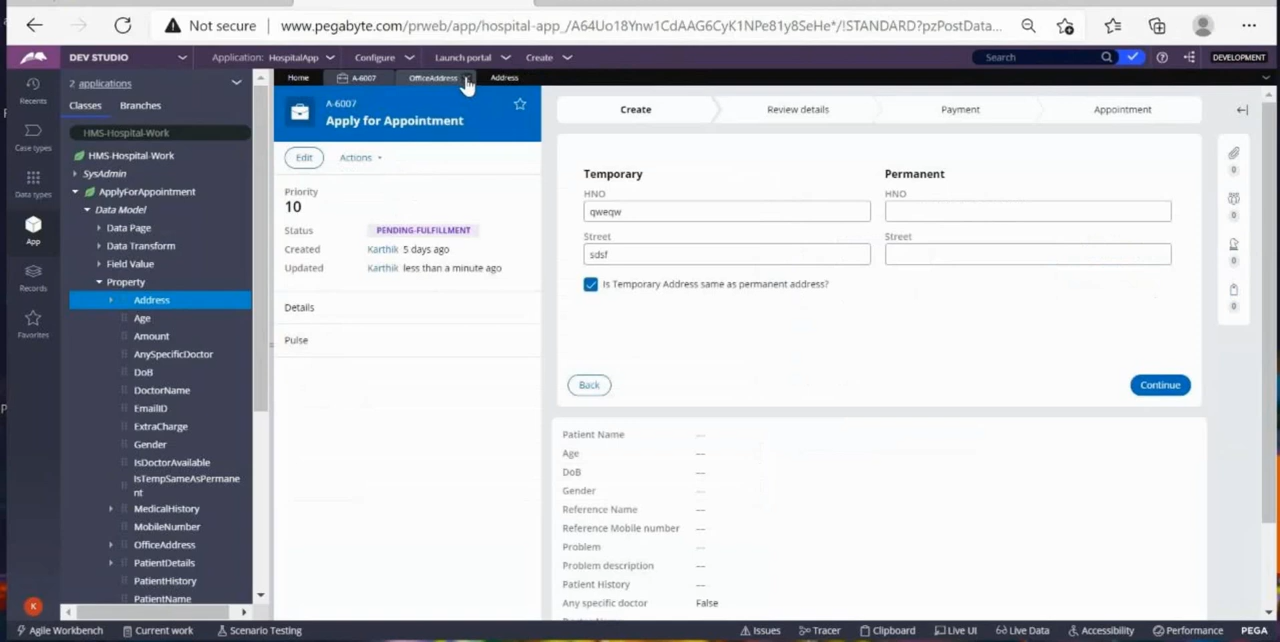 Not secure
www.pegabyte.com/prweb/app/hospital-app_/A64Uo18Ynw1CdAAG6CyK1NPe81y8SeHe*/!STANDARD?pzPostData...
DEV STUDIO
Application: HospitalApp
Configure
Launch portal
Create
Search
DEVELOPMENT
Recents
Case types
Data types
App
Records
Favorites
K
2 applications
Classes
Branches
HMS-Hospital-Work
HMS-Hospital-Work
SysAdmin
ApplyForAppointment
Data Model
Data Page
Data Transform
Field Value
Property
Address
Age
Amount
AnySpecificDoctor
DoB
DoctorName
EmailID
ExtraCharge
Gender
IsDoctorAvailable
IsTempSameAsPermane
nt
MedicalHistory
MobileNumber
OfficeAddress
PatientDetails
PatientHistory
PatientName
Home
A-6007
OfficeAddress
Address
A-6007
Apply for Appointment
Edit
Actions
Priority
10
Status PENDING-FULFILLMENT
Created Karthik 5 days ago
Updated Karthik less than a minute ago
Details
Pulse
Create
Review details
Payment
Appointment
Temporary
HNO
qweqw
Street
sdsf
Is Temporary Address same as permanent address?
Permanent
HNO
Street
Back
Continue
0
0
0
0
Patient Name --
Age --
DoB --
Gender --
Reference Name --
Reference Mobile number --
Problem --
Problem description --
Patient History --
Any specific doctor False
Agile Workbench
Current work
Scenario Testing
Issues
Tracer
Clipboard
Live UI
Live Data
Accessibility
Performance
PEGA